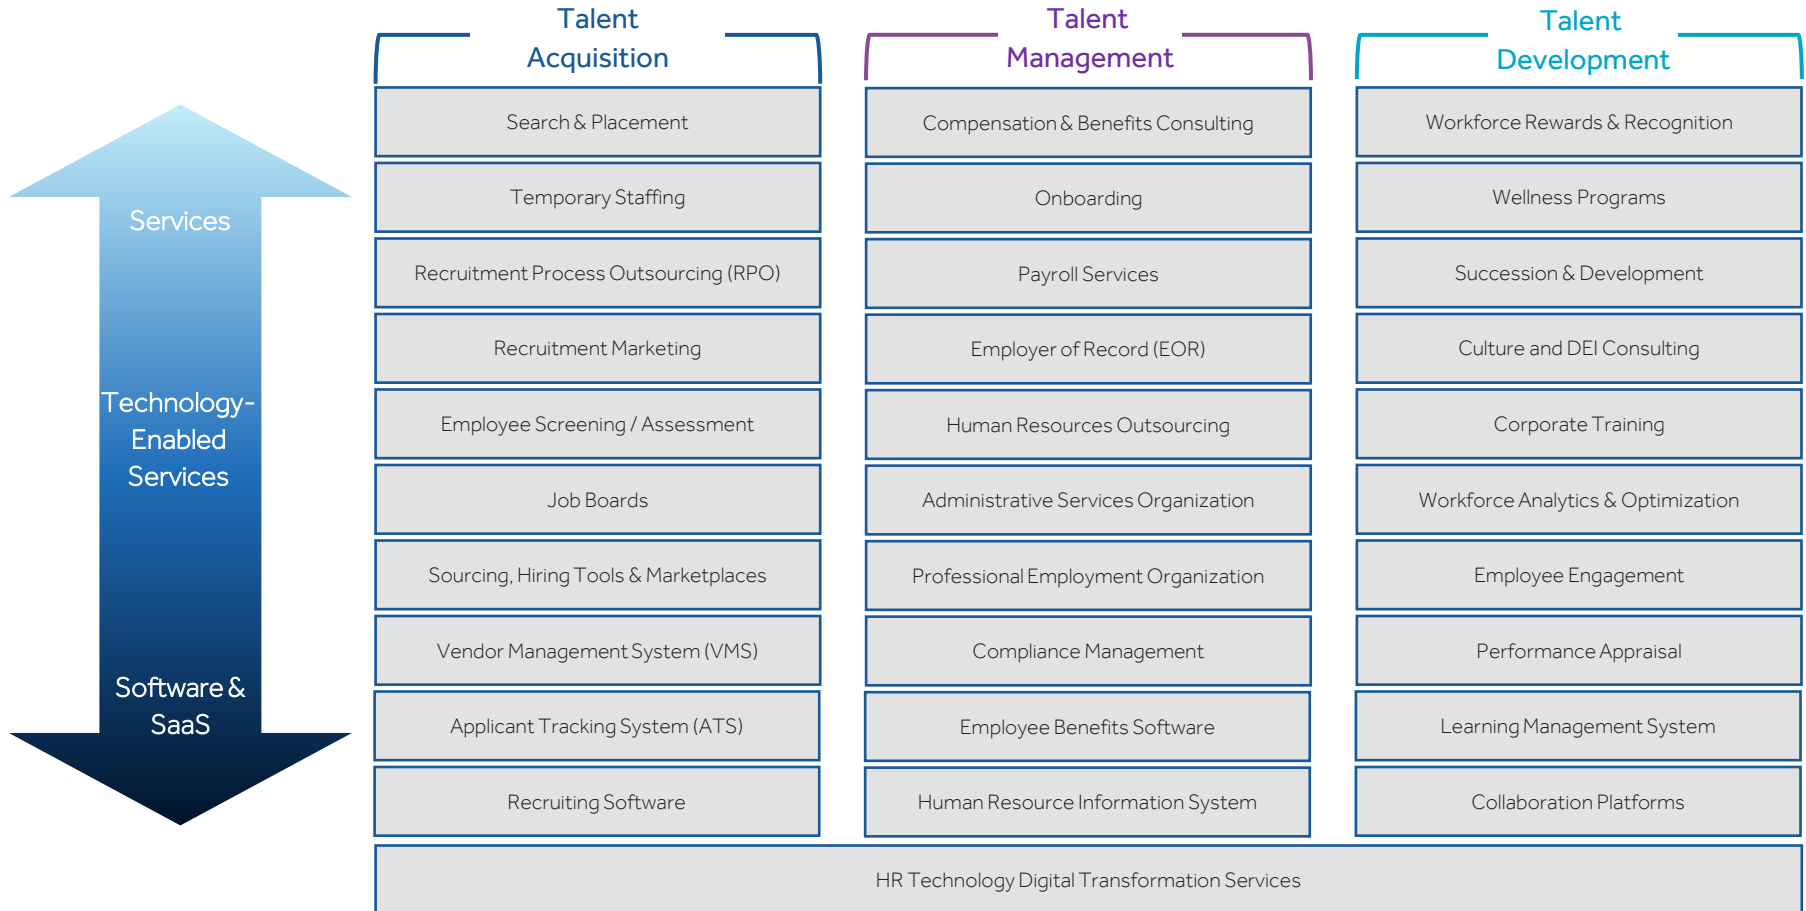 Talent
Acquisition
Talent
Management
Talent
Development
Services
Technology-
Enabled
Services
Software &
SaaS
Search & Placement
Temporary Staffing
Recruitment Process Outsourcing (RPO)
Recruitment Marketing
Employee Screening / Assessment
Job Boards
Sourcing, Hiring Tools & Marketplaces
Vendor Management System (VMS)
Applicant Tracking System (ATS)
Recruiting Software
Compensation & Benefits Consulting
Onboarding
Payroll Services
Employer of Record (EOR)
Human Resources Outsourcing
Administrative Services Organization
Professional Employment Organization
Compliance Management
Employee Benefits Software
Human Resource Information System
Workforce Rewards & Recognition
Wellness Programs
Succession & Development
Culture and DEI Consulting
Corporate Training
Workforce Analytics & Optimization
Employee Engagement
Performance Appraisal
Learning Management System
Collaboration Platforms
HR Technology Digital Transformation Services